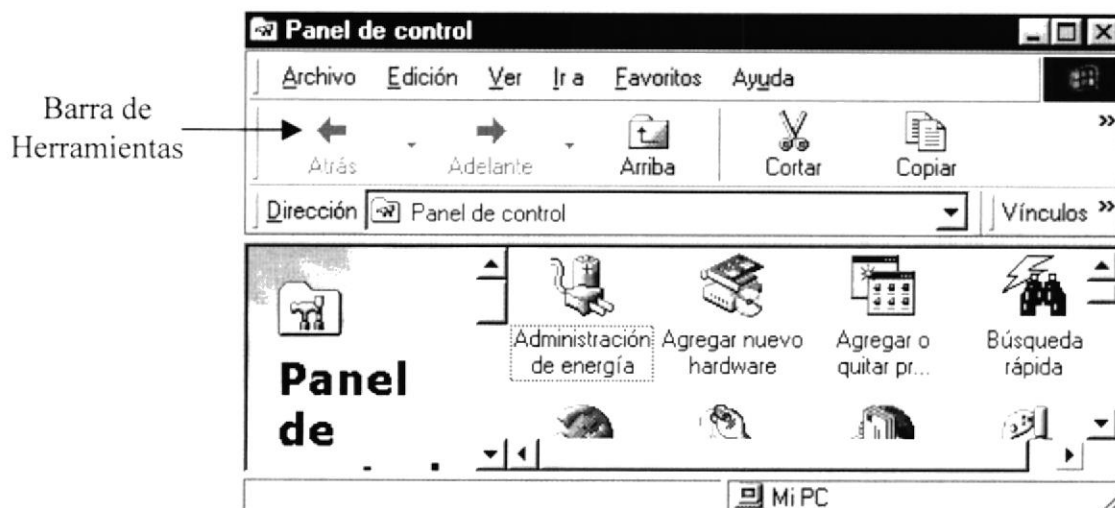 Panel de control
Archivo Edición Ver Ir a Favoritos Ayuda
Barra de
Herramientas
Atrás Adelante Arriba Cortar Copiar »
Dirección Panel de control Vínculos »
Administración
de energía
Agregar nuevo
hardware
Agregar o
quitar pr...
Búsqueda
rápida
Panel
de
Mi PC